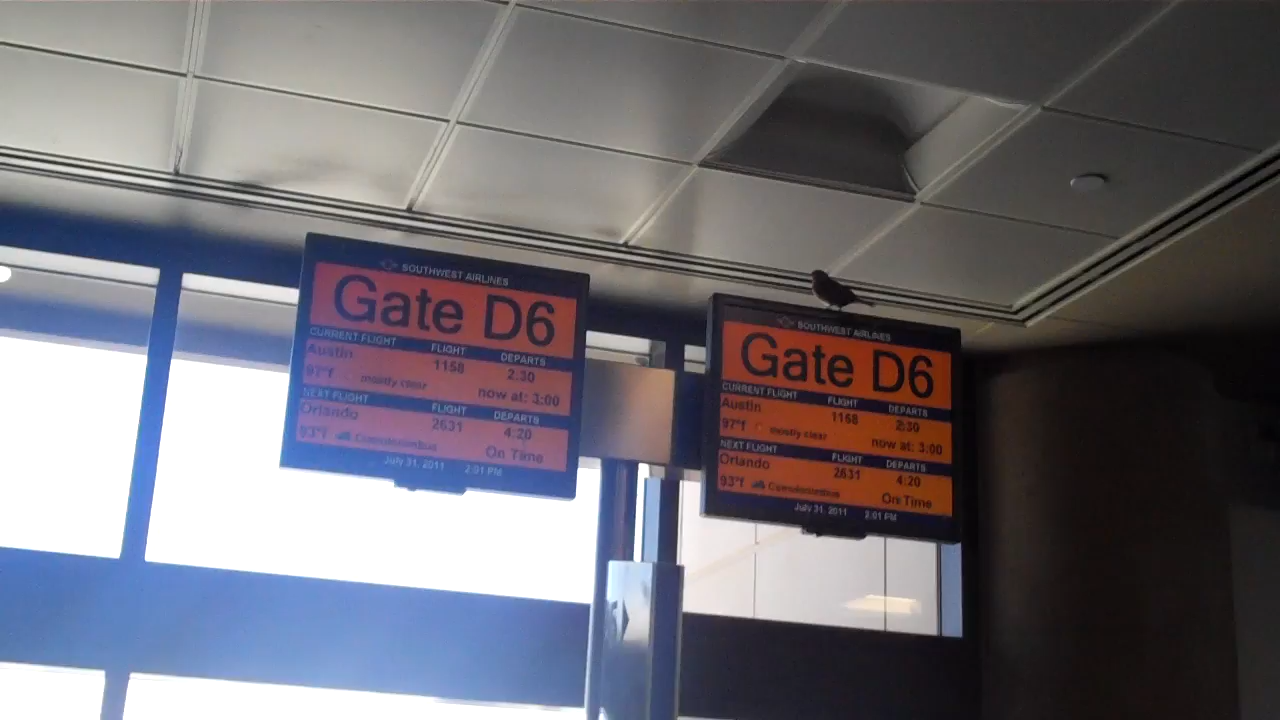 SOUTHWEST AIRLINES
Gate D6
CURRENT FLIGHT FLIGHT DEPARTS
Austin 1158 2:30
97°f mostly clear now at: 3:00
NEXT FLIGHT FLIGHT DEPARTS
Orlando 2631 4:20
93°f Cumulonimbus On Time
July 31, 2011 2:01 PM
SOUTHWEST AIRLINES
Gate D6
CURRENT FLIGHT FLIGHT DEPARTS
Austin 1158 2:30
97°f mostly clear now at: 3:00
NEXT FLIGHT FLIGHT DEPARTS
Orlando 2631 4:20
93°f Cumulonimbus On Time
July 31, 2011 2:01 PM